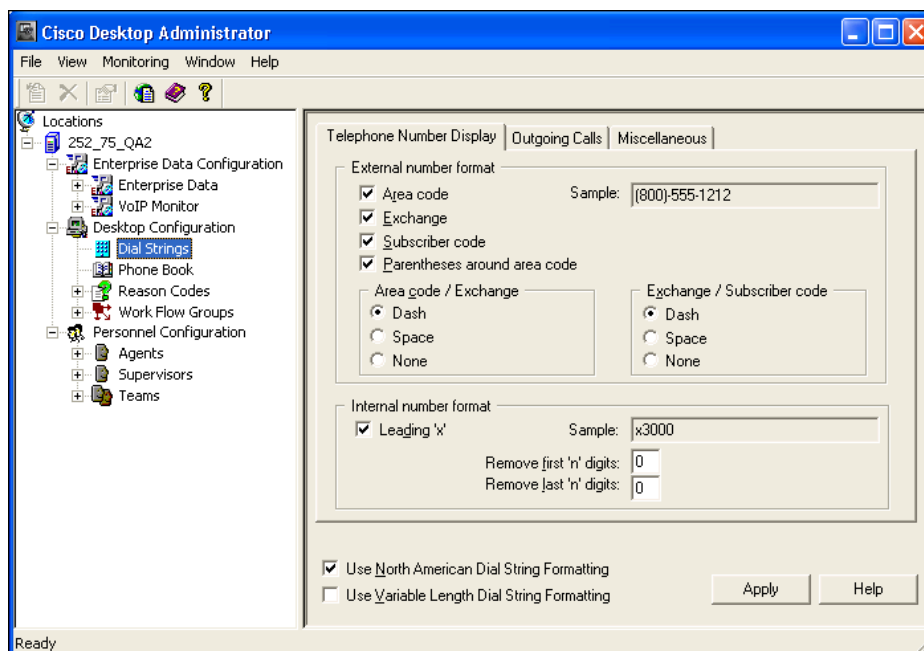 Cisco Desktop Administrator
File View Monitoring Window Help
Locations
252_75_QA2
Enterprise Data Configuration
Enterprise Data
VoIP Monitor
Desktop Configuration
Dial Strings
Phone Book
Reason Codes
Work Flow Groups
Personnel Configuration
Agents
Supervisors
Teams
Telephone Number Display Outgoing Calls Miscellaneous
External number format
Area code Sample: (800)-555-1212
Exchange
Subscriber code
Parentheses around area code
Area code / Exchange Exchange / Subscriber code
Dash Dash
Space Space
None None
Internal number format
Leading 'x' Sample: x3000
Remove first 'n' digits: 0
Remove last 'n' digits: 0
Use North American Dial String Formatting
Use Variable Length Dial String Formatting
Apply Help
Ready